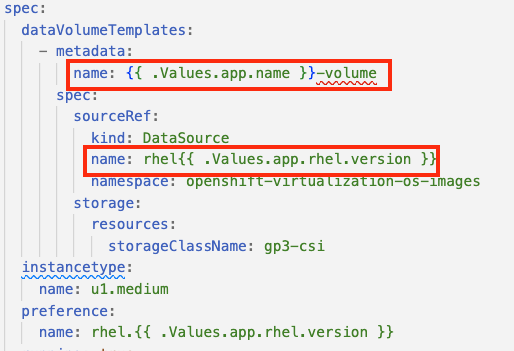 spec:
dataVolumeTemplates:
- metadata:
name: {{ .Values.app.name }}-volume
spec:
sourceRef:
kind: DataSource
name: rhel{{ .Values.app.rhel.version }}
namespace: openshift-virtualization-os-images
storage:
resources:
storageClassName: gp3-csi
instancetype:
name: u1.medium
preference:
name: rhel.{{ .Values.app.rhel.version }}